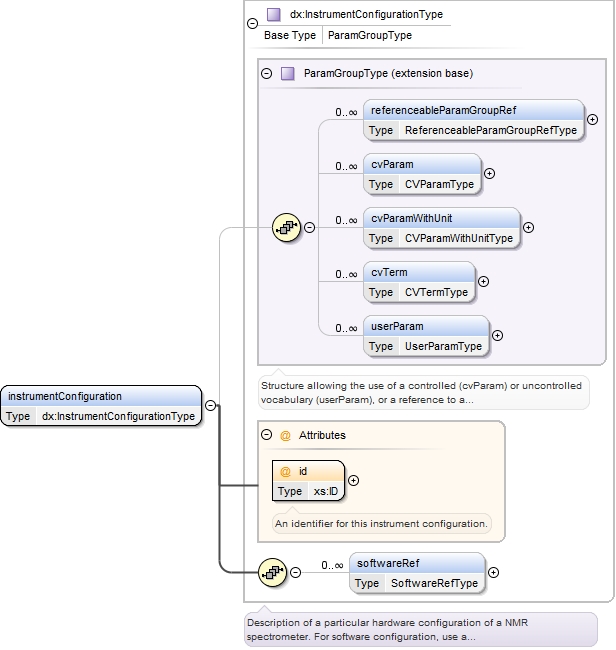 dx:InstrumentConfigurationType
Base Type ParamGroupType
ParamGroupType (extension base)
0..∞ referenceableParamGroupRef
Type ReferenceableParamGroupRefType
0..∞ cvParam
Type CVParamType
0..∞ cvParamWithUnit
Type CVParamWithUnitType
0..∞ cvTerm
Type CVTermType
0..∞ userParam
Type UserParamType
Structure allowing the use of a controlled (cvParam) or uncontrolled
vocabulary (userParam), or a reference to a...
instrumentConfiguration
Type dx:InstrumentConfigurationType
@ Attributes
@ id
Type xs:ID
An identifier for this instrument configuration.
0..∞ softwareRef
Type SoftwareRefType
Description of a particular hardware configuration of a NMR
spectrometer. For software configuration, use a...